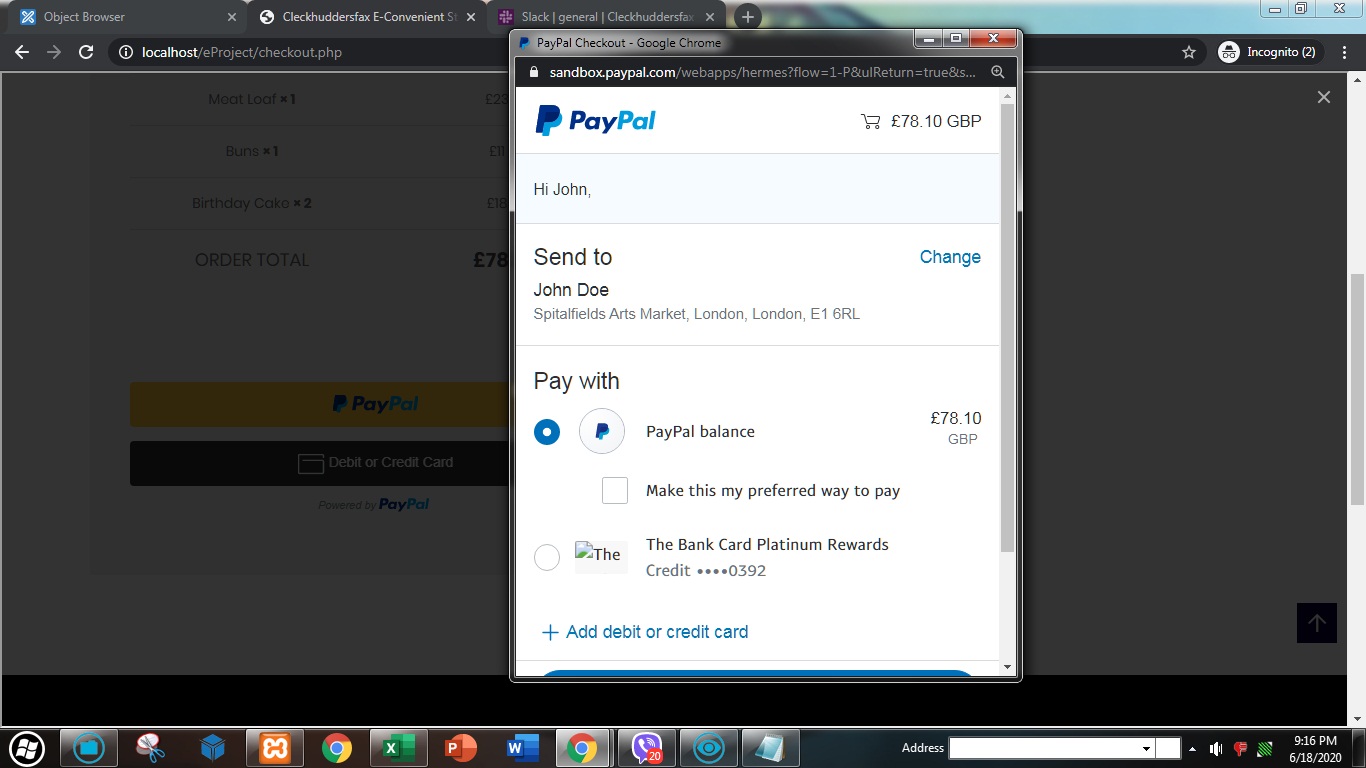 Object Browser
Cleckhuddersfax E-Convenient St
Slack | general | Cleckhuddersfax
localhost/eProject/checkout.php
Incognito (2)
PayPal Checkout - Google Chrome
sandbox.paypal.com/webapps/hermes?flow=1-P&ulReturn=true&s...
Moat Loaf × 1
£23
Buns × 1
£11
Birthday Cake × 2
£18
ORDER TOTAL
£78
PayPal
Debit or Credit Card
Powered by PayPal
PayPal
£78.10 GBP
Hi John,
Send to
Change
John Doe
Spitalfields Arts Market, London, London, E1 6RL
Pay with
PayPal balance
£78.10
GBP
Make this my preferred way to pay
The
The Bank Card Platinum Rewards
Credit ••••0392
+ Add debit or credit card
20
Address
9:16 PM
6/18/2020